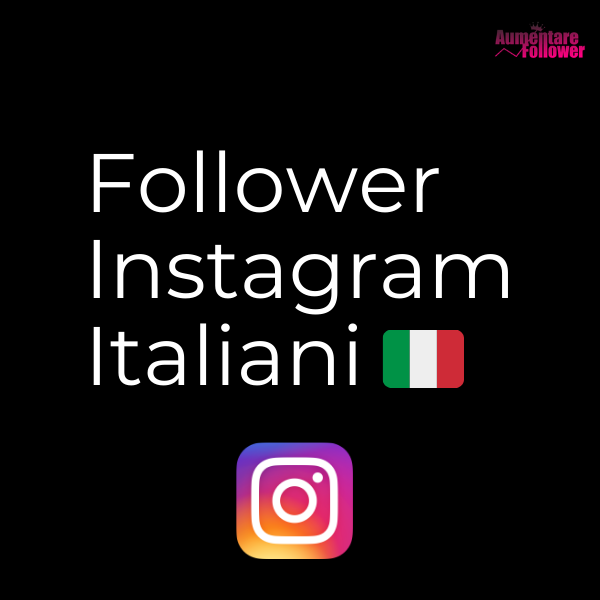 Aumentare
Follower
Follower
Instagram
Italiani